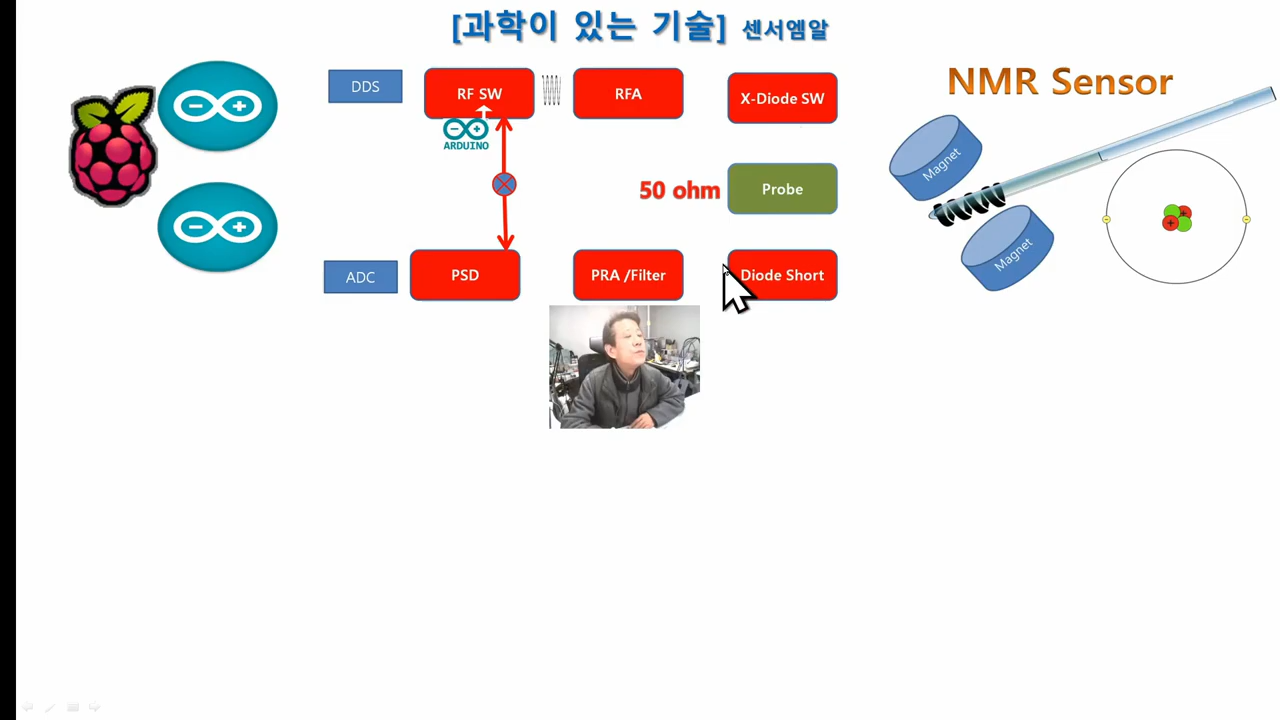 [과학이 있는 기술] 센서엠알
DDS
RF SW
RFA
X-Diode SW
NMR Sensor
ARDUINO
Magnet
50 ohm
Probe
Magnet
ADC
PSD
PRA /Filter
Diode Short